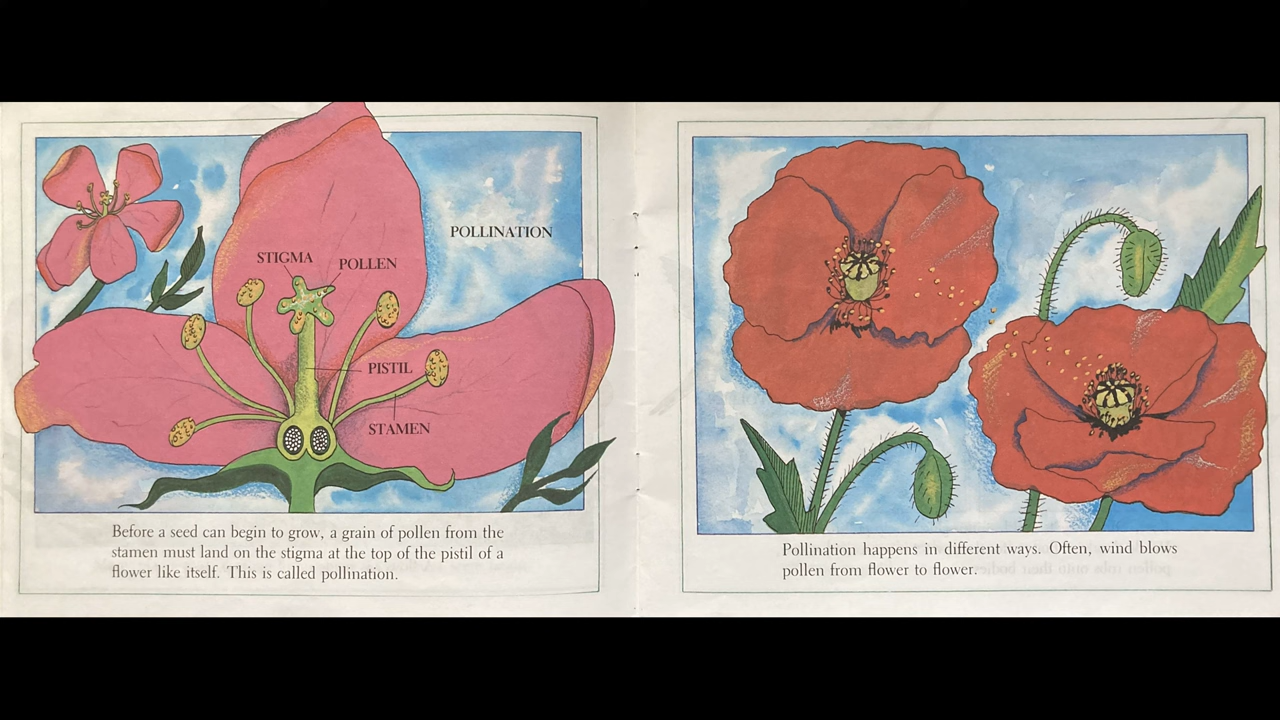 POLLINATION
STIGMA
POLLEN
PISTIL
STAMEN
Before a seed can begin to grow, a grain of pollen from the
stamen must land on the stigma at the top of the pistil of a
flower like itself. This is called pollination.
Pollination happens in different ways. Often, wind blows
pollen from flower to flower.